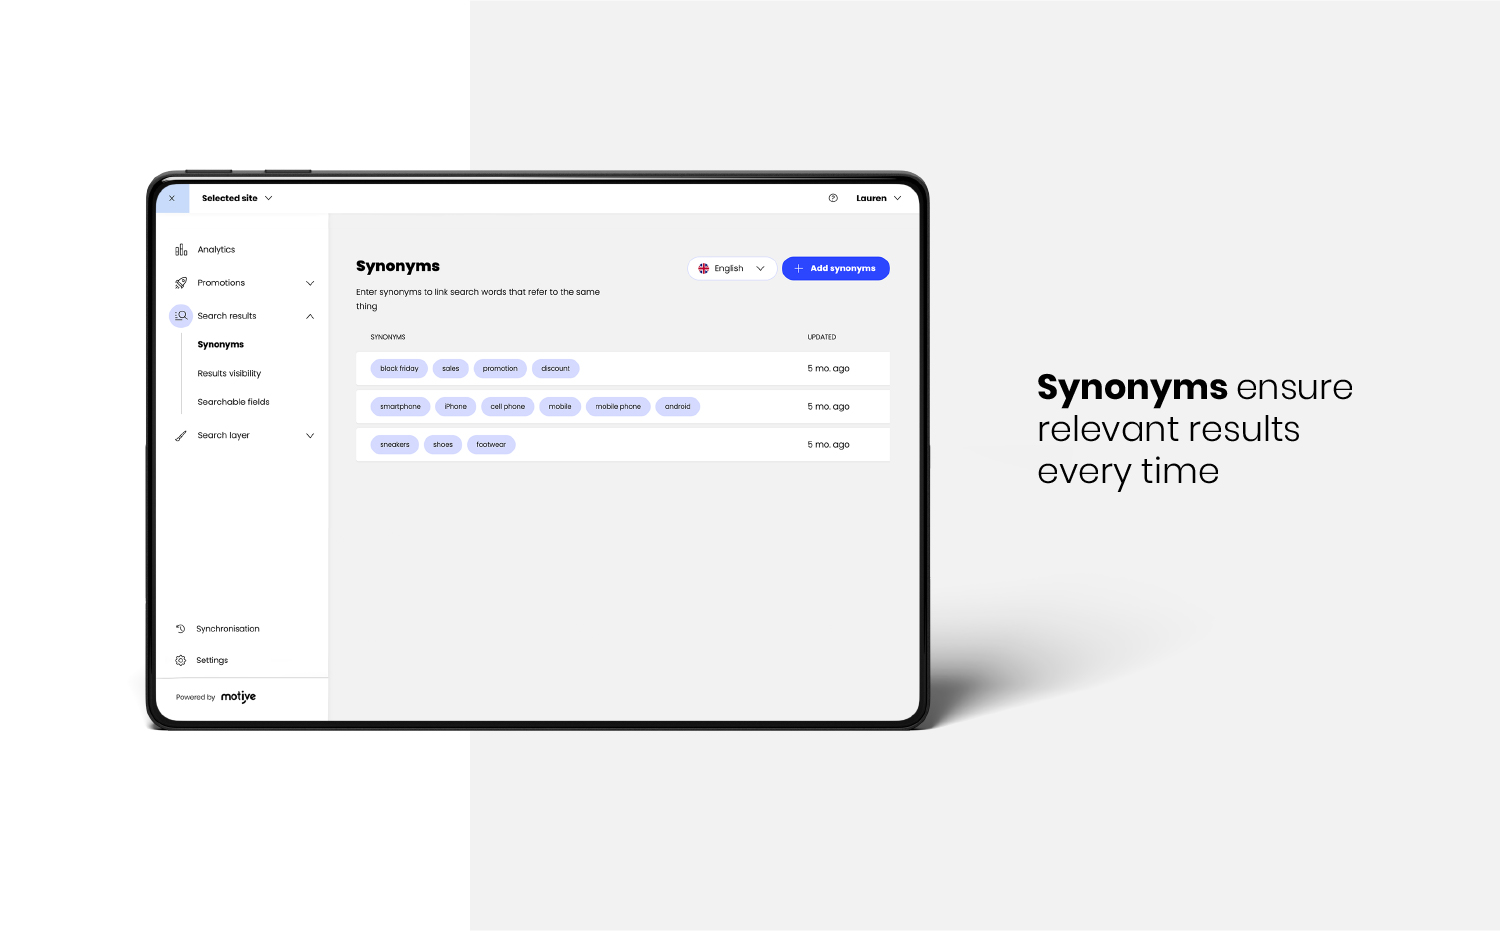 Selected site
Lauren
Analytics
Promotions
Search results
Synonyms
Results visibility
Searchable fields
Search layer
Synchronisation
Settings
Powered by motive
Synonyms
English
Add synonyms
Enter synonyms to link search words that refer to the same
thing
SYNONYMS UPDATED
black friday sales promotion discount 5 mo. ago
smartphone iPhone cell phone mobile mobile phone android 5 mo. ago
sneakers shoes footwear 5 mo. ago
Synonyms ensure
relevant results
every time